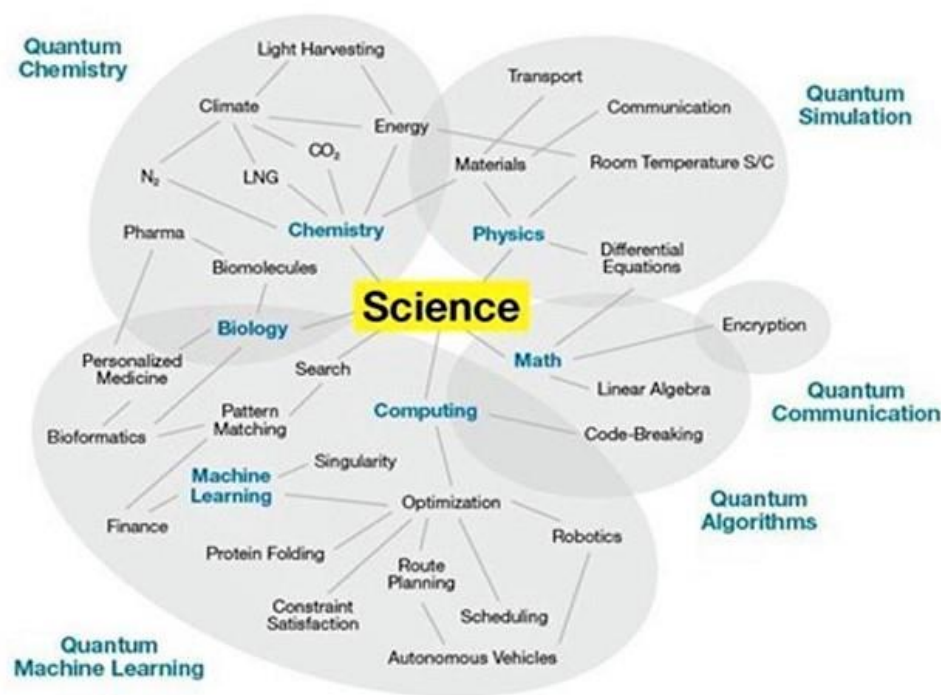 Quantum
Chemistry
Light Harvesting
Climate
Energy
CO₂
N₂
LNG
Pharma
Chemistry
Biomolecules
Transport
Communication
Materials
Room Temperature S/C
Physics
Differential
Equations
Quantum
Simulation
Science
Biology
Personalized
Medicine
Search
Computing
Math
Encryption
Linear Algebra
Code-Breaking
Quantum
Communication
Pattern
Matching
Bioformatics
Machine
Learning
Singularity
Optimization
Finance
Protein Folding
Route
Planning
Robotics
Constraint
Satisfaction
Scheduling
Autonomous Vehicles
Quantum
Algorithms
Quantum
Machine Learning